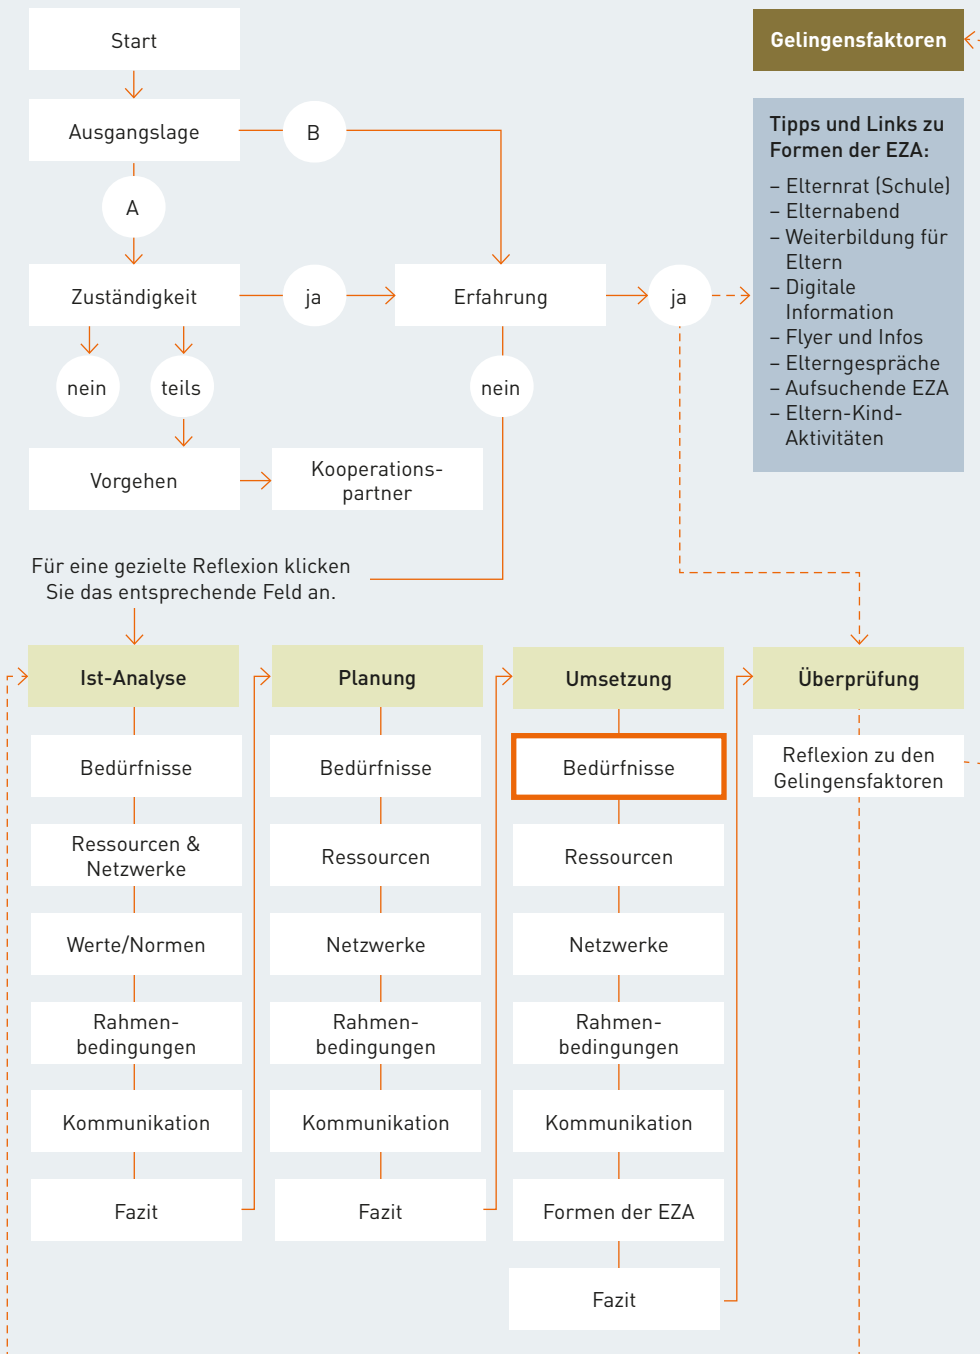 Start
Gelingensfaktoren
Ausgangslage
B
A
Tipps und Links zu
Formen der EZA:
– Elternrat (Schule)
– Elternabend
– Weiterbildung für
Eltern
– Digitale
Information
– Flyer und Infos
– Elterngespräche
– Aufsuchende EZA
– Eltern-Kind-
Aktivitäten
Zuständigkeit
ja
Erfahrung
ja
nein
teils
nein
Vorgehen
Kooperations-
partner
Für eine gezielte Reflexion klicken
Sie das entsprechende Feld an.
Ist-Analyse
Bedürfnisse
Ressourcen &
Netzwerke
Werte/Normen
Rahmen-
bedingungen
Kommunikation
Fazit
Planung
Bedürfnisse
Ressourcen
Netzwerke
Rahmen-
bedingungen
Kommunikation
Fazit
Umsetzung
Bedürfnisse
Ressourcen
Netzwerke
Rahmen-
bedingungen
Kommunikation
Formen der EZA
Fazit
Überprüfung
Reflexion zu den
Gelingensfaktoren